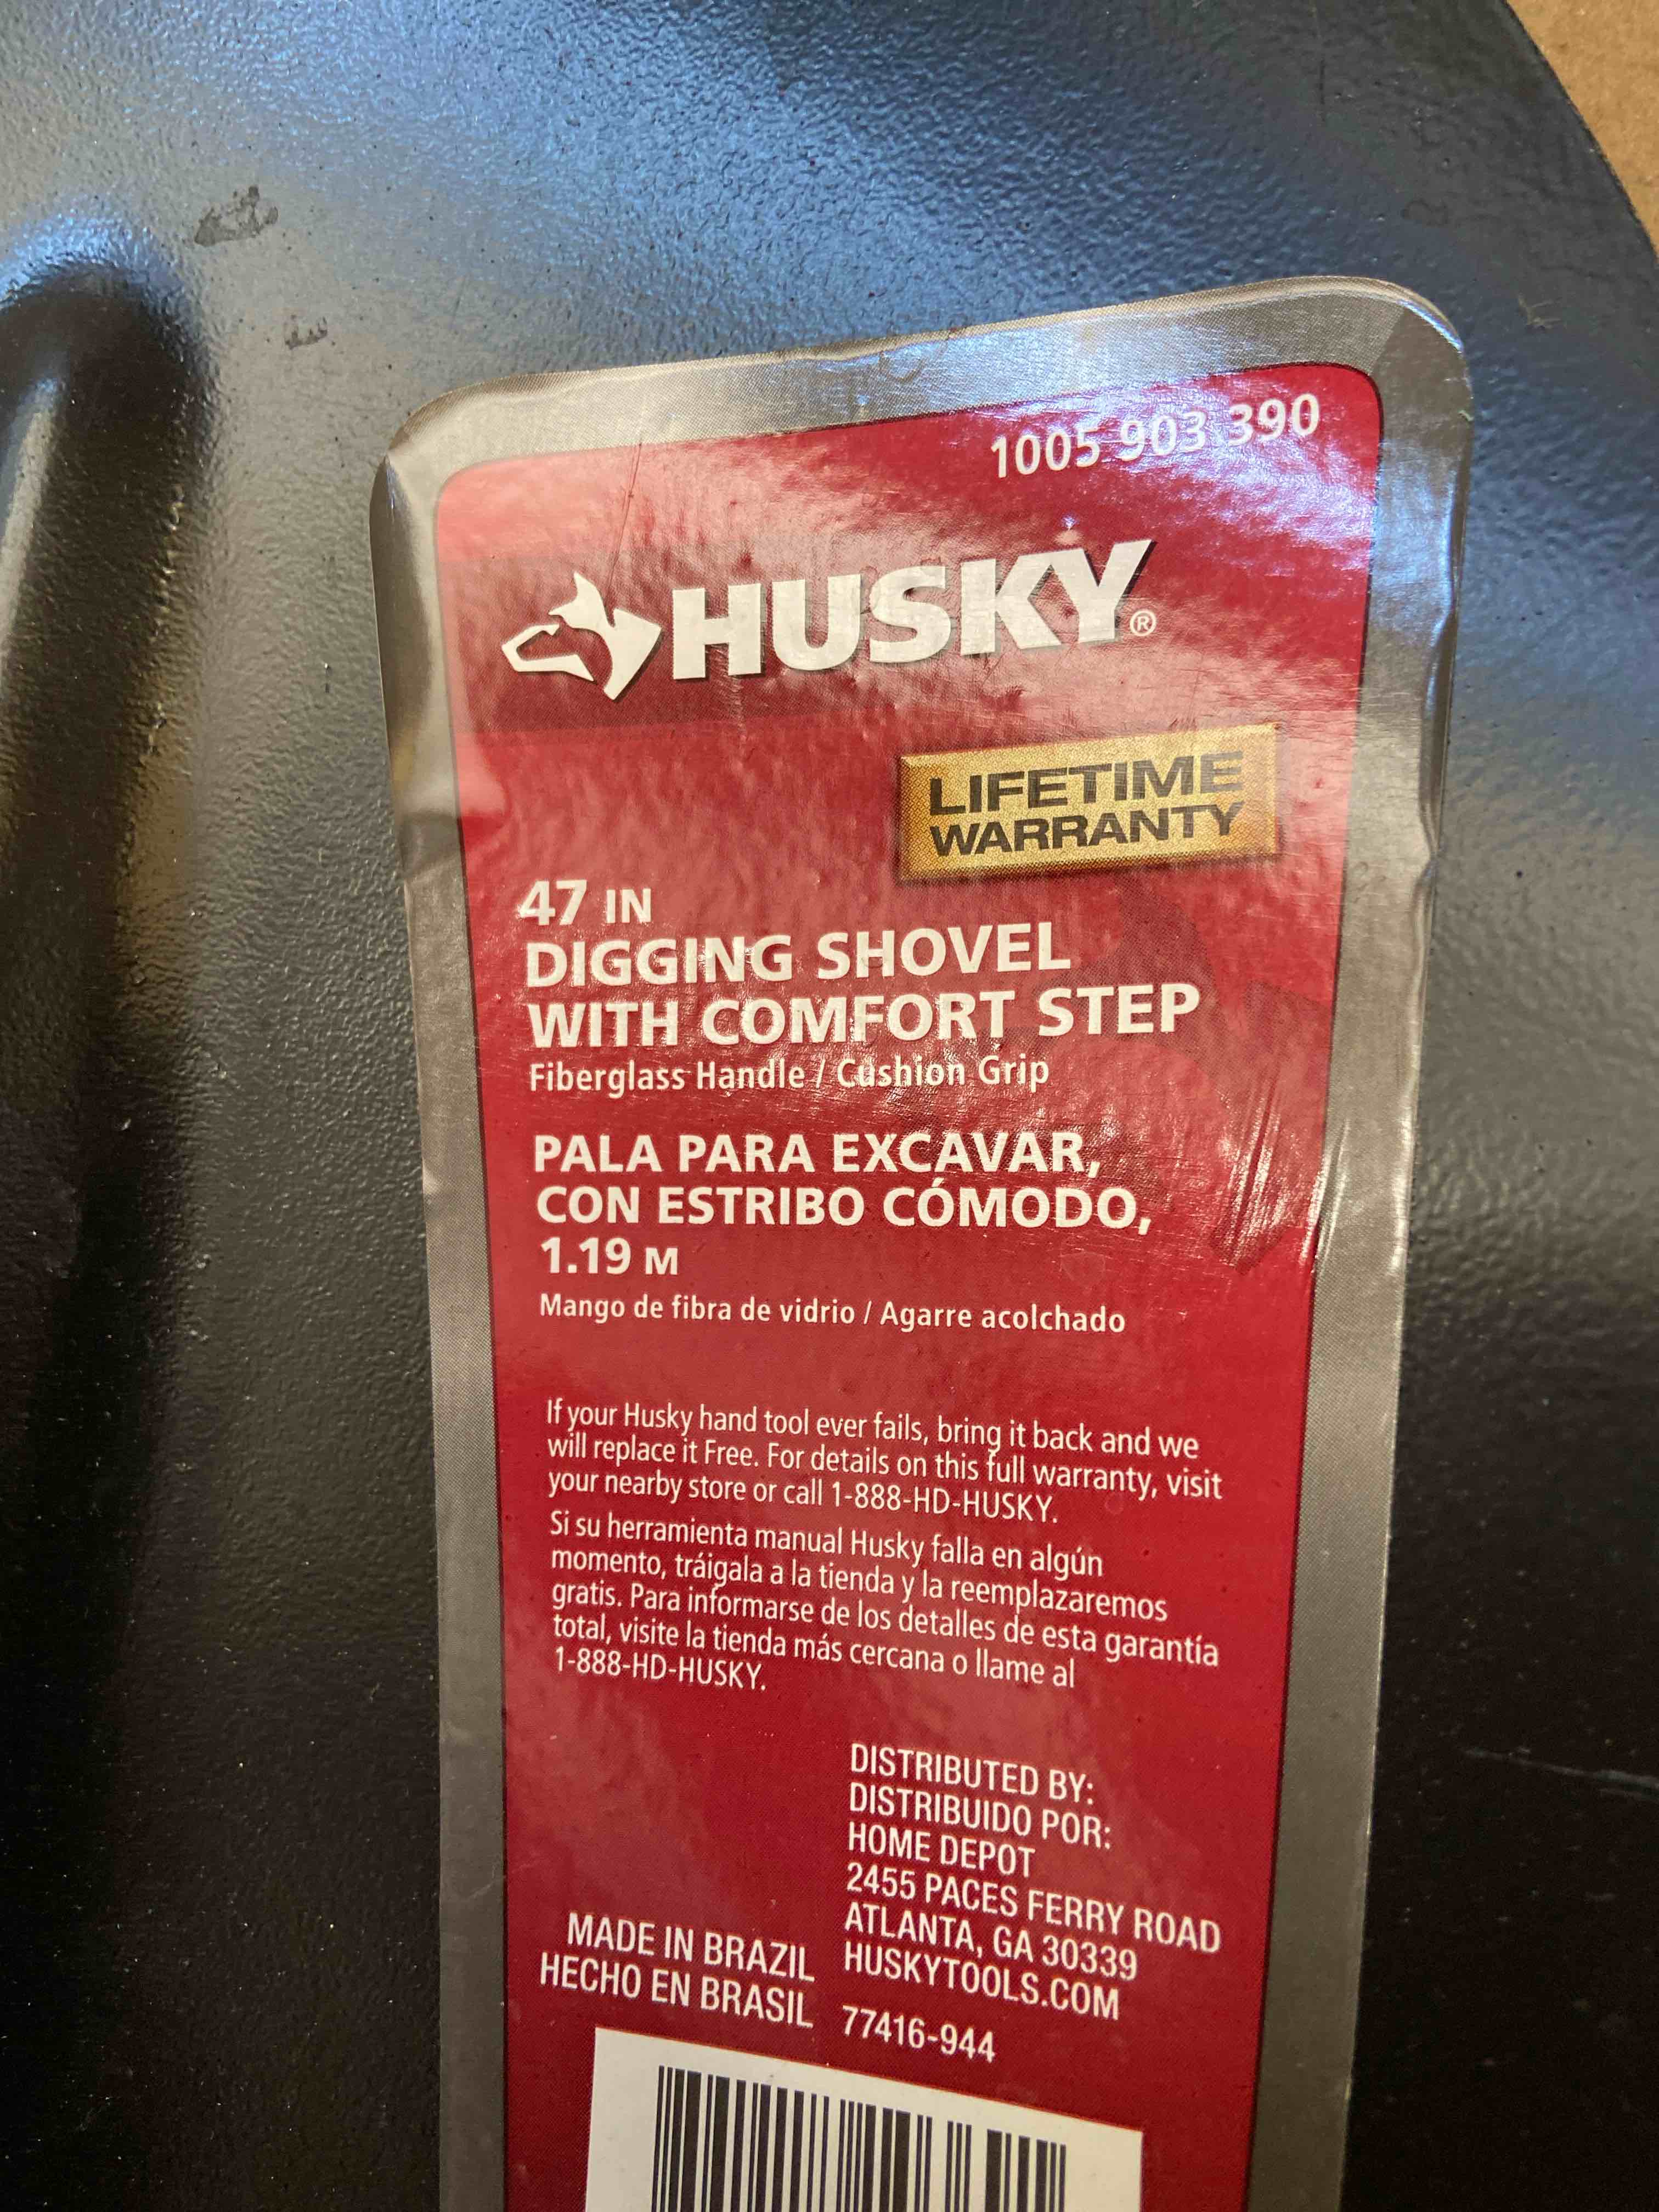 1005 903 390
HUSKY®
LIFETIME
WARRANTY
47 IN
DIGGING SHOVEL
WITH COMFORT STEP
Fiberglass Handle / Cushion Grip
PALA PARA EXCAVAR,
CON ESTRIBO CÓMODO,
1.19 M
Mango de fibra de vidrio / Agarre acolchado
If your Husky hand tool ever fails, bring it back and we
will replace it Free. For details on this full warranty, visit
your nearby store or call 1-888-HD-HUSKY.
Si su herramienta manual Husky falla en algún
momento, tráigala a la tienda y la reemplazaremos
gratis. Para informarse de los detalles de esta garantía
total, visite la tienda más cercana o llame al
1-888-HD-HUSKY.
DISTRIBUTED BY:
DISTRIBUIDO POR:
HOME DEPOT
2455 PACES FERRY ROAD
ATLANTA, GA 30339
HUSKYTOOLS.COM
MADE IN BRAZIL
HECHO EN BRASIL
77416-944